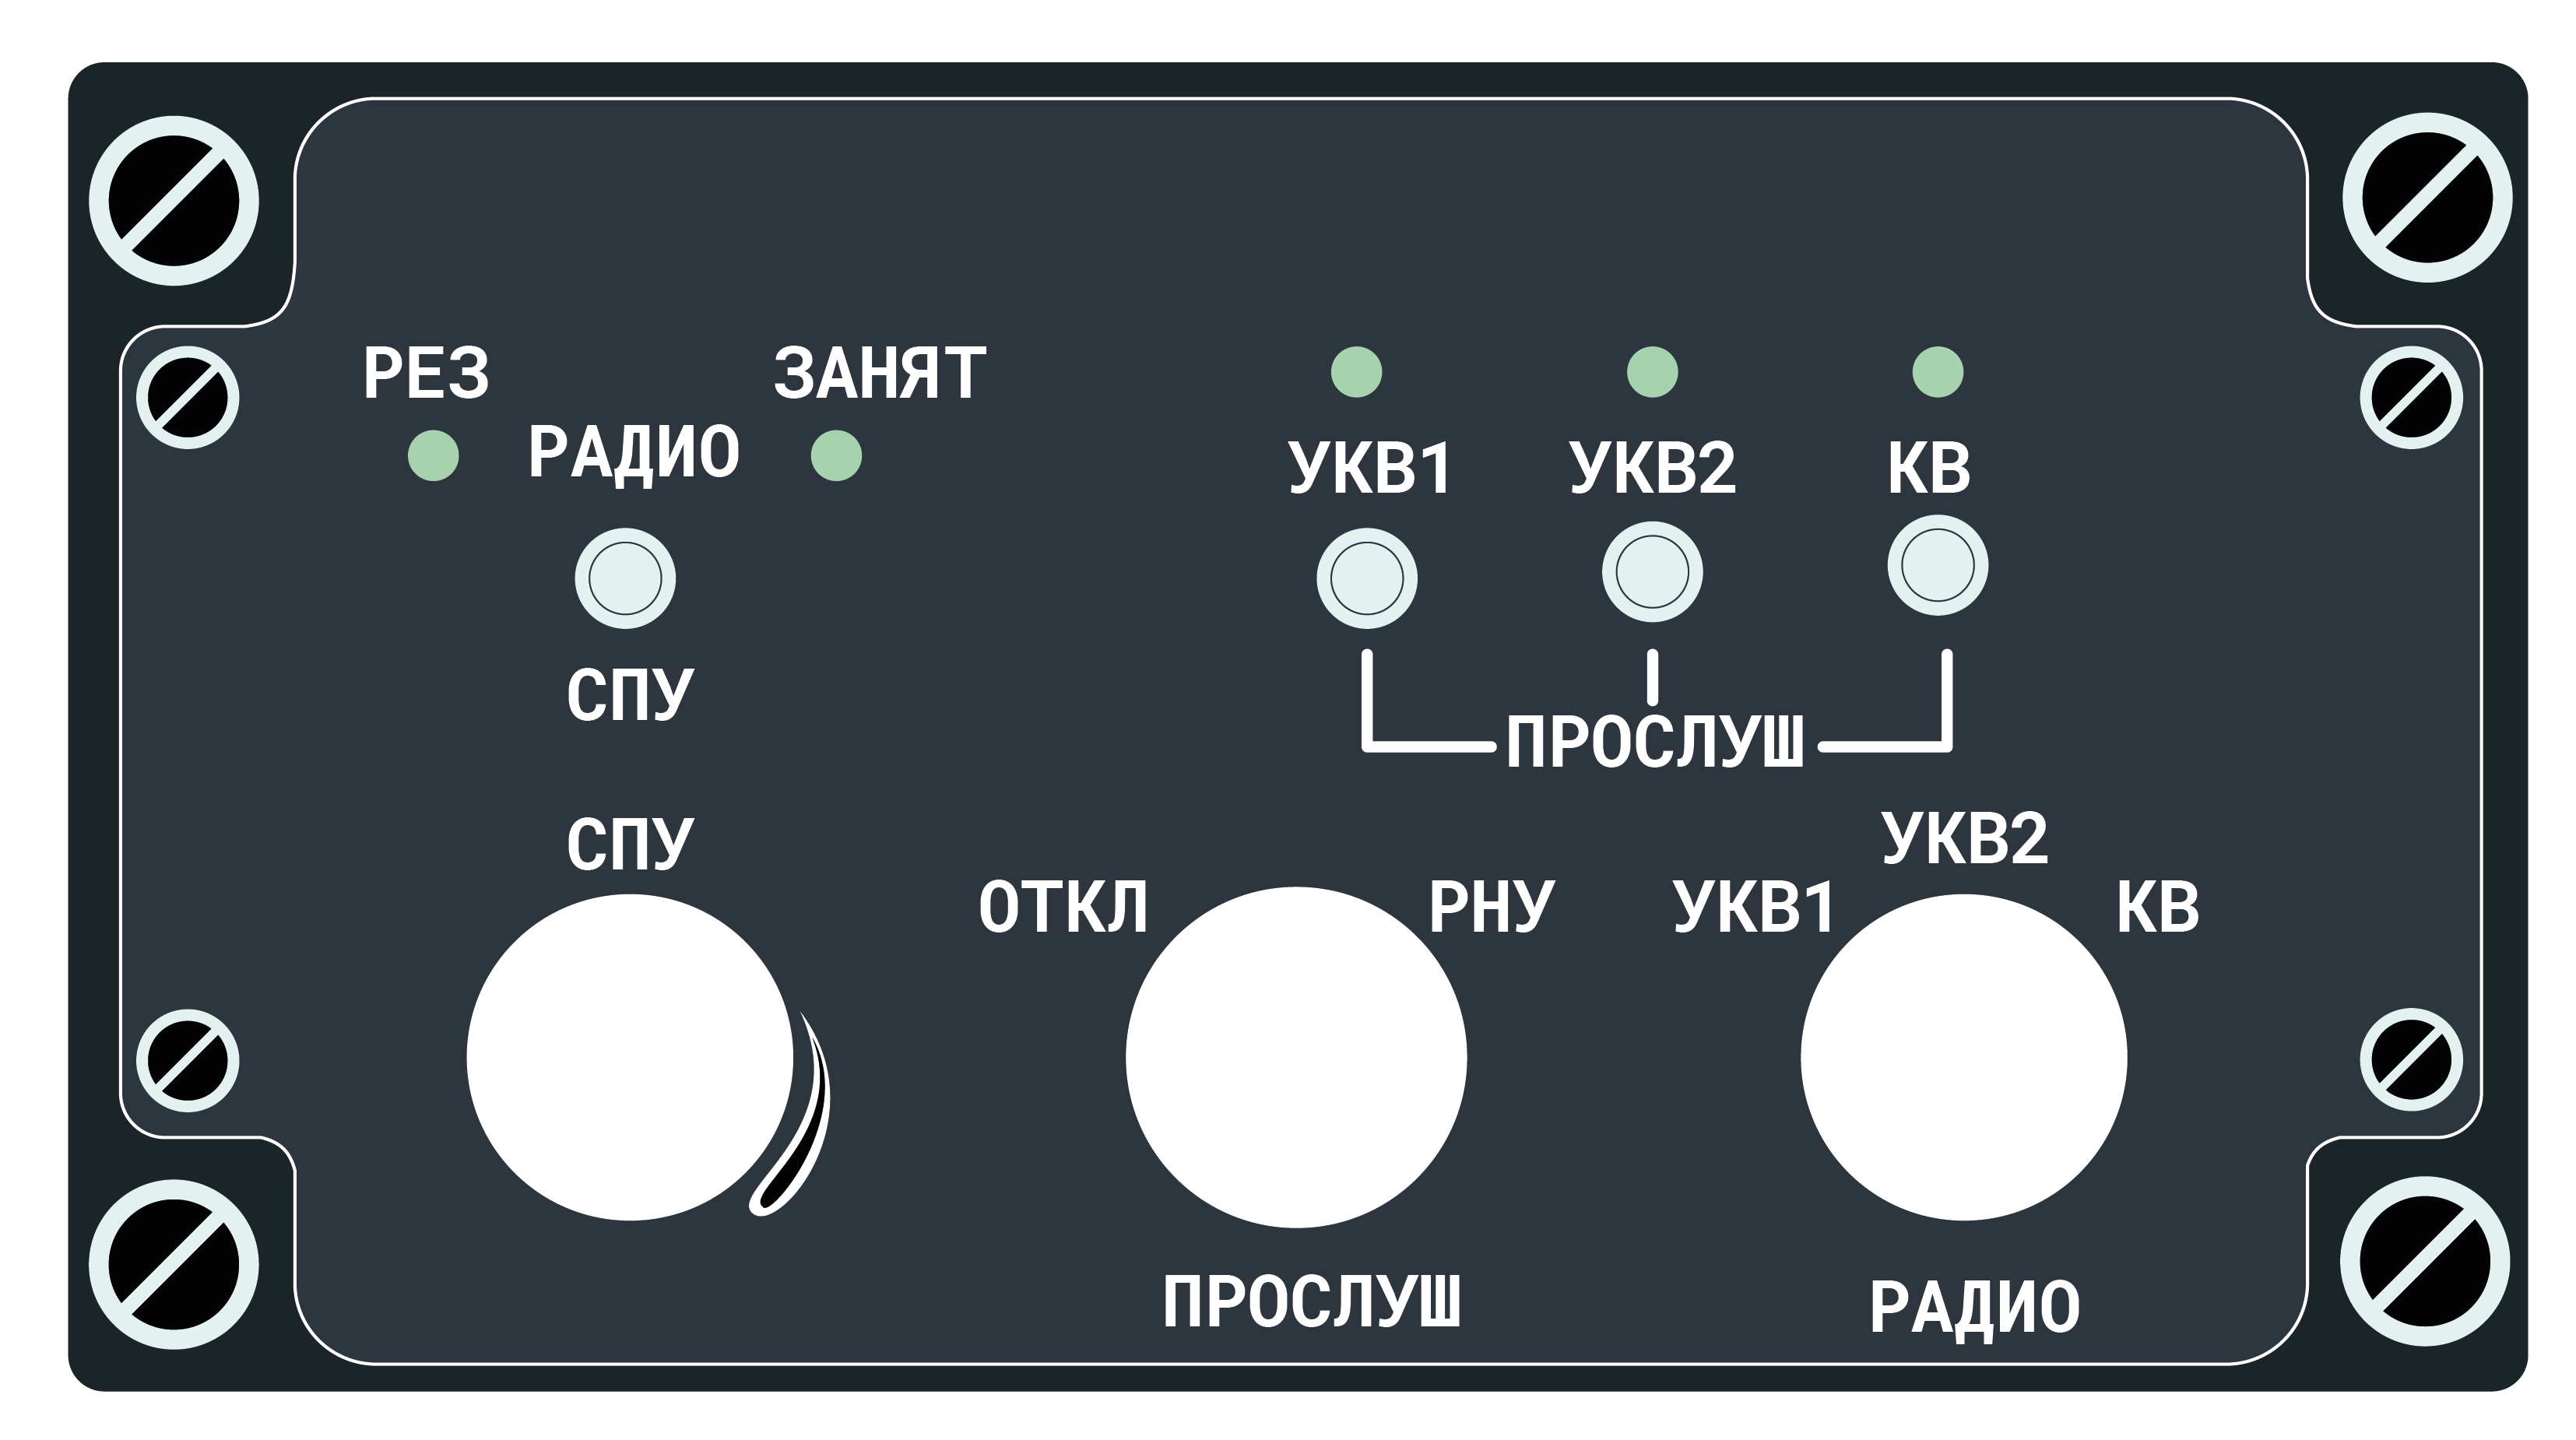 РЕЗ
ЗАНЯТ
РАДИО
УКВ1
УКВ2
КВ
СПУ
ПРОСЛУШ
СПУ
ОТКЛ
РНУ
УКВ1
УКВ2
КВ
ПРОСЛУШ
РАДИО